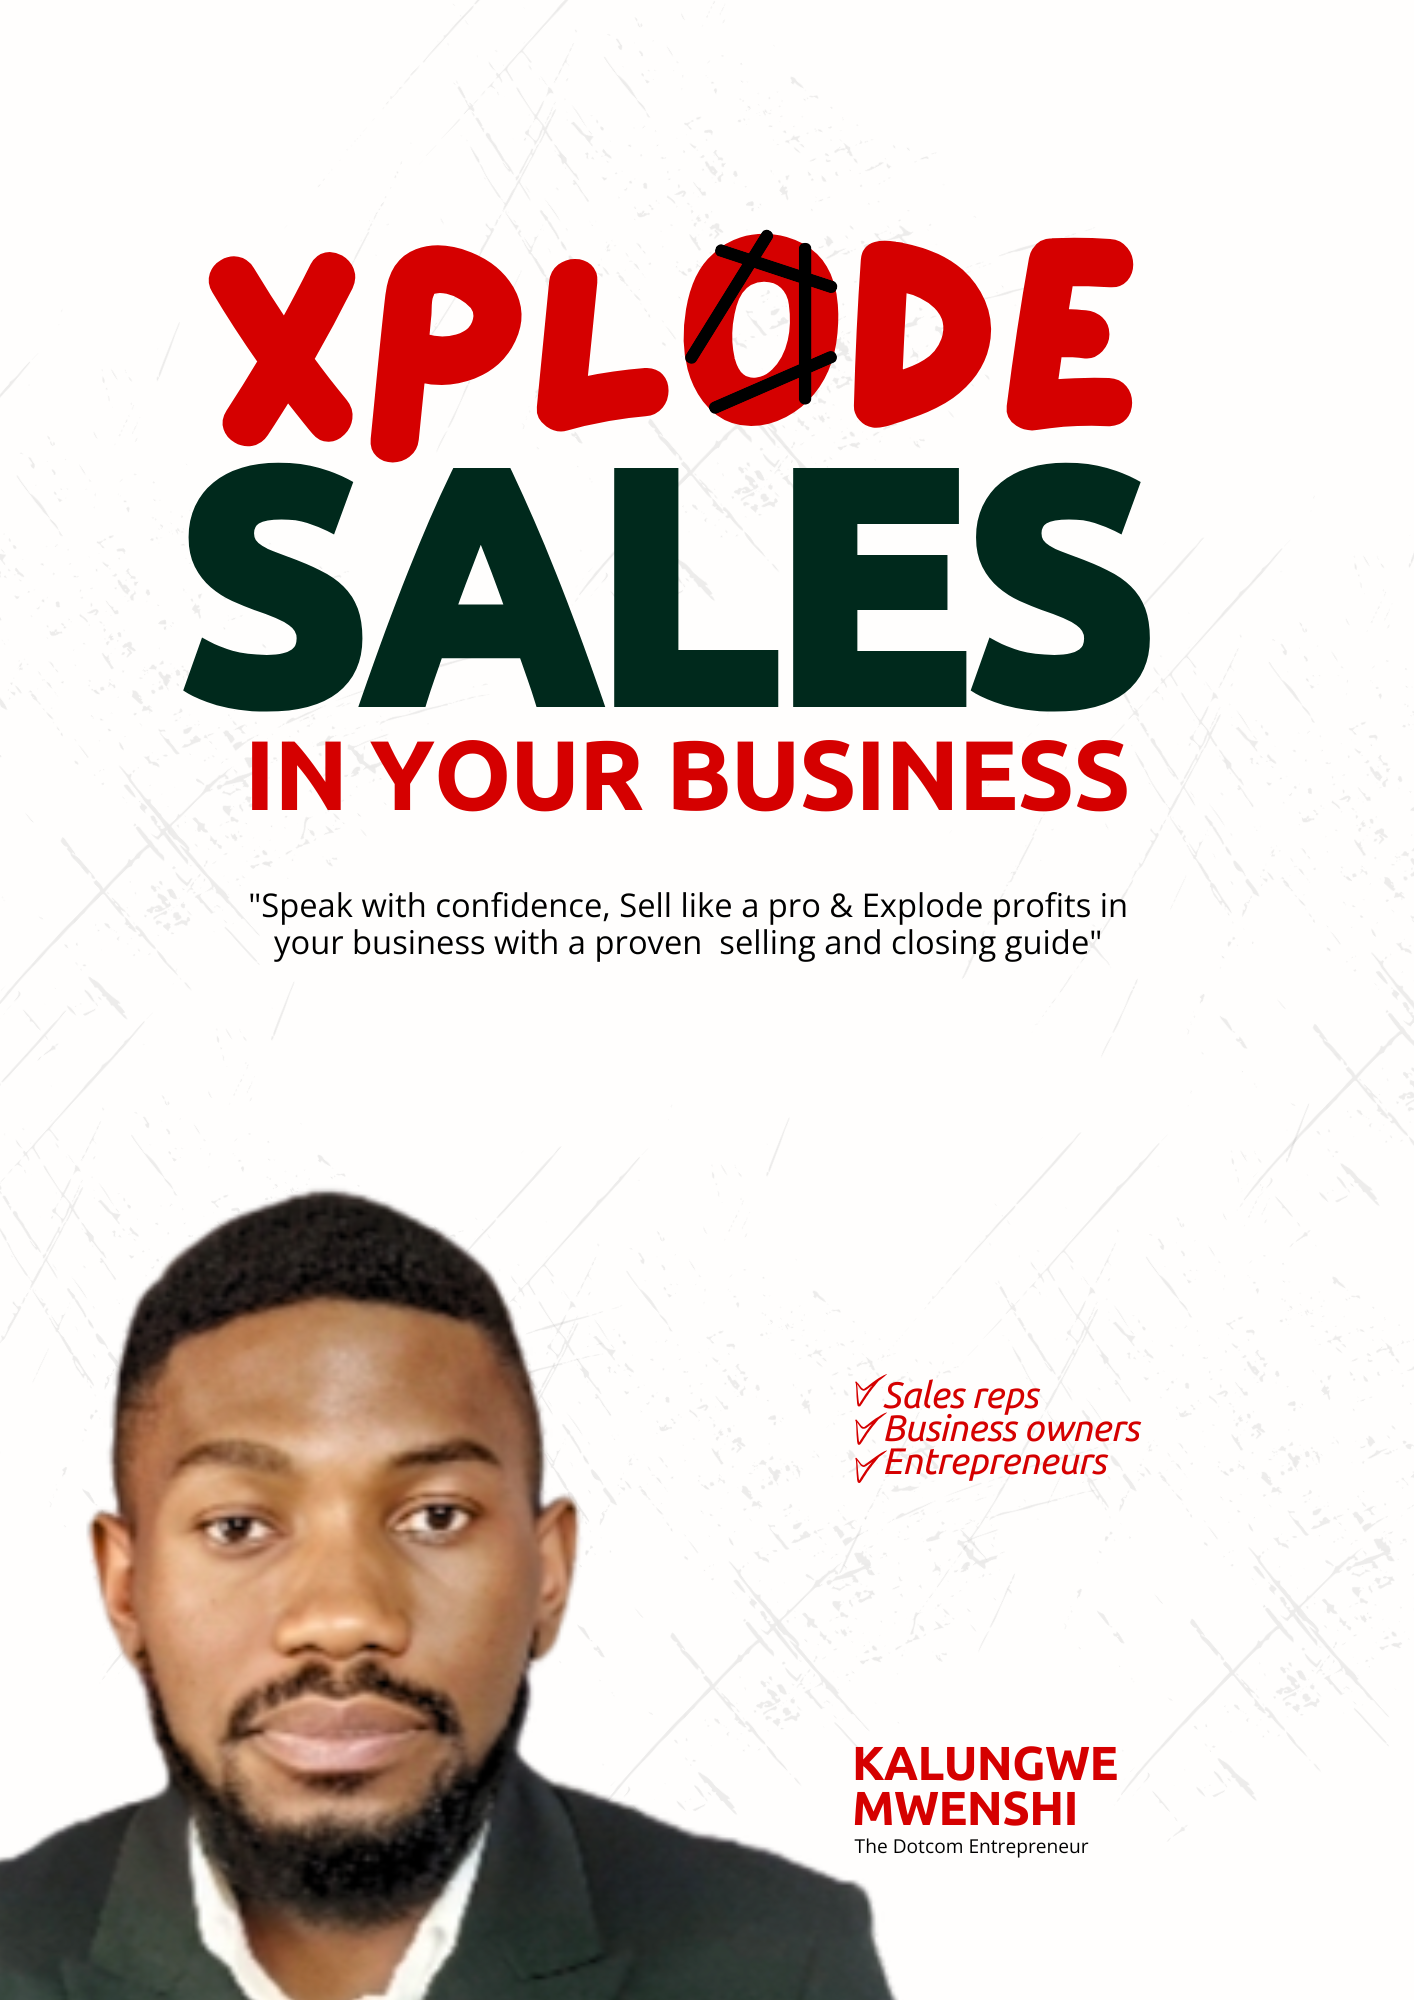 XPLODE
SALES
IN YOUR BUSINESS
"Speak with confidence, Sell like a pro & Explode profits in
your business with a proven  selling and closing guide"
Sales reps
Business owners
Entrepreneurs
KALUNGWE
MWENSHI
The Dotcom Entrepreneur